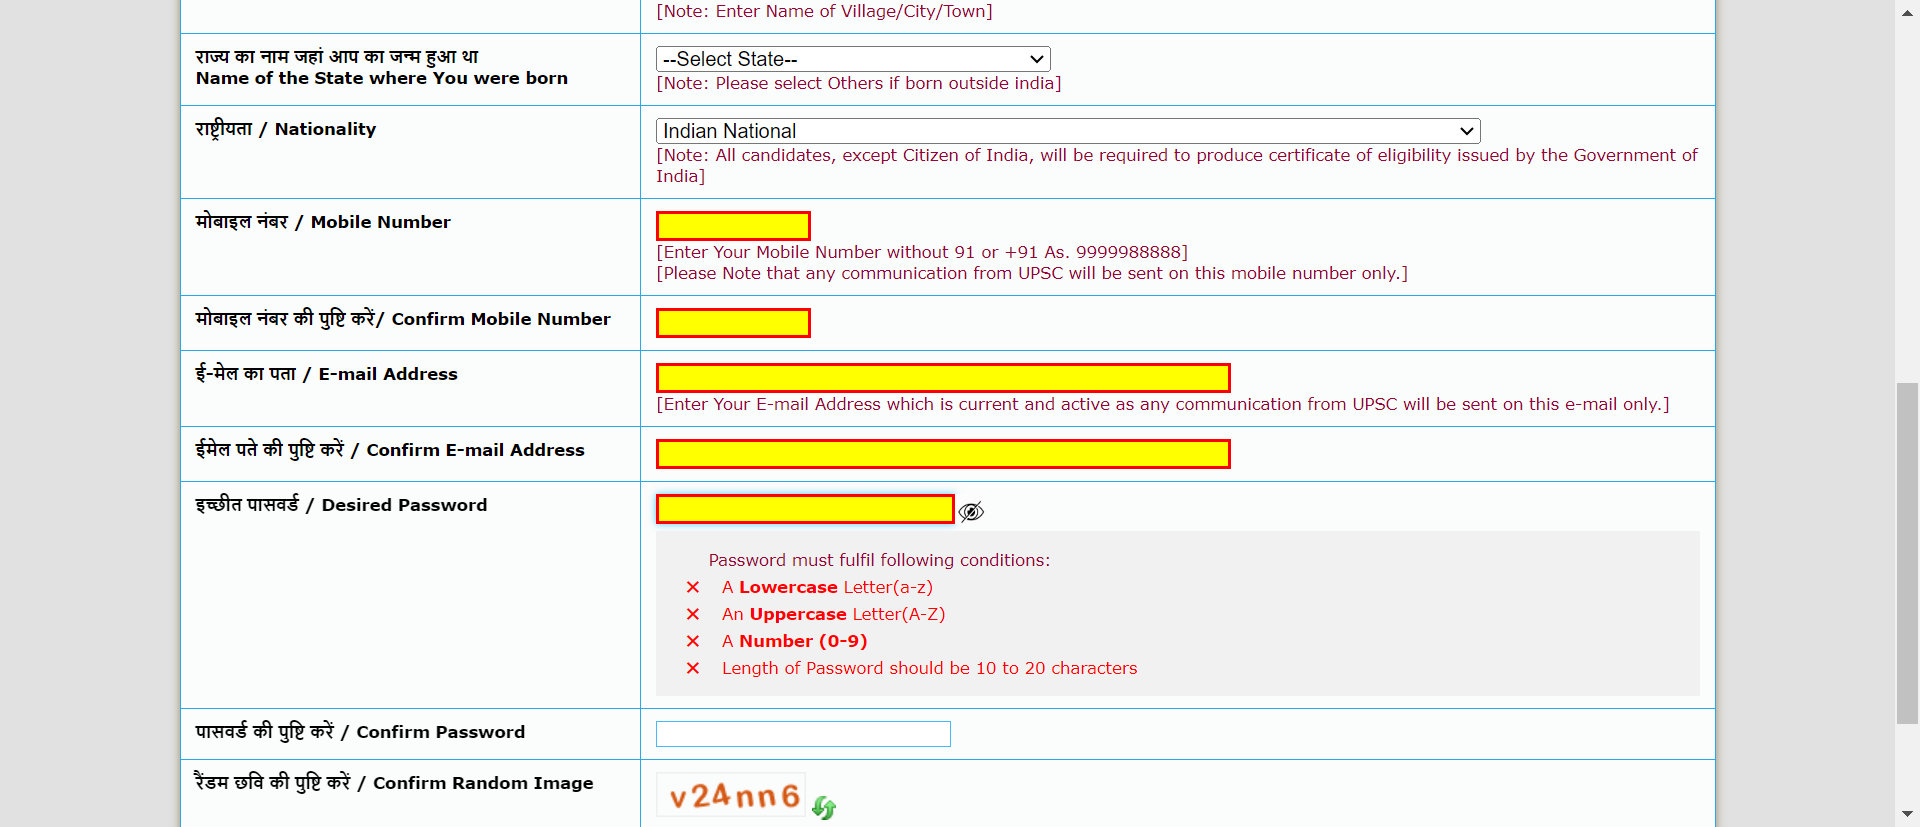 [Note: Enter Name of Village/City/Town]
राज्य का नाम जहां आप का जन्म हुआ था
Name of the State where You were born
--Select State--
[Note: Please select Others if born outside india]
राष्ट्रीयता / Nationality
Indian National
[Note: All candidates, except Citizen of India, will be required to produce certificate of eligibility issued by the Government of
India]
मोबाइल नंबर / Mobile Number
[Enter Your Mobile Number without 91 or +91 As. 9999988888]
[Please Note that any communication from UPSC will be sent on this mobile number only.]
मोबाइल नंबर की पुष्टि करें/ Confirm Mobile Number
ई-मेल का पता / E-mail Address
[Enter Your E-mail Address which is current and active as any communication from UPSC will be sent on this e-mail only.]
ईमेल पते की पुष्टि करें / Confirm E-mail Address
इच्छीत पासवर्ड / Desired Password
Password must fulfil following conditions:
✕ A Lowercase Letter(a-z)
✕ An Uppercase Letter(A-Z)
✕ A Number (0-9)
✕ Length of Password should be 10 to 20 characters
पासवर्ड की पुष्टि करें / Confirm Password
रैंडम छवि की पुष्टि करें / Confirm Random Image
v24nn6